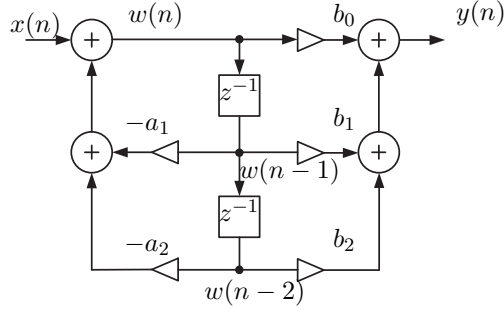 x(n) + w(n) b₀ + y(n)
z⁻¹
+ −a₁ w(n − 1) b₁ +
z⁻¹
−a₂ w(n − 2) b₂